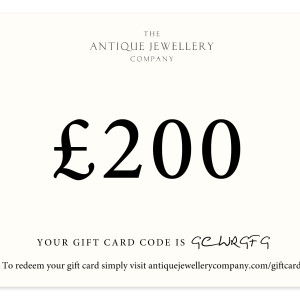 THE
ANTIQUE JEWELLERY
COMPANY
£200
YOUR GIFT CARD CODE IS GCWRGFG
To redeem your gift card simply visit antiquejewellerycompany.com/giftcard